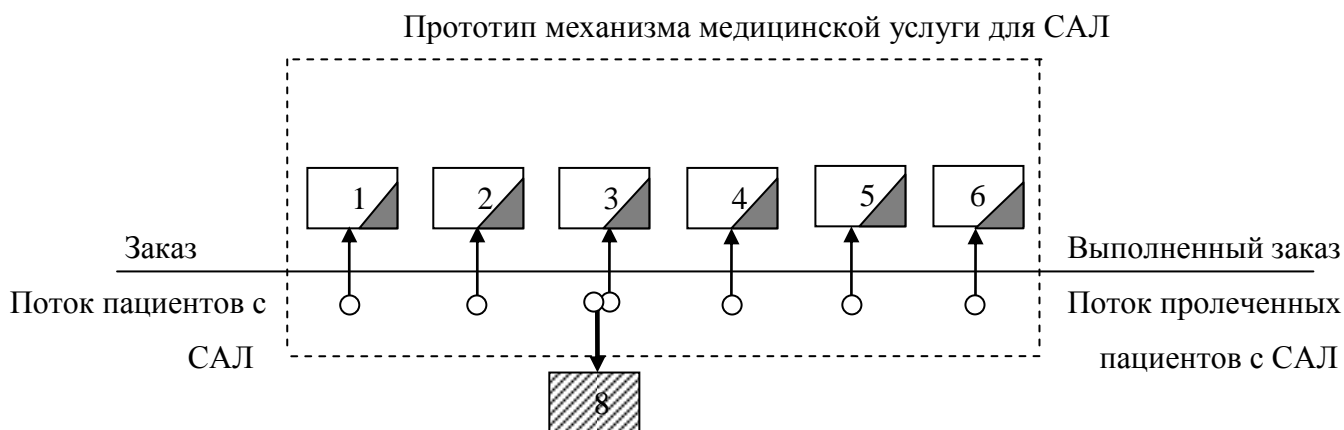 Прототип механизма медицинской услуги для САЛ
1 2 3 4 5 6
Заказ
Выполненный заказ
Поток пациентов с
САЛ
Поток пролеченных
пациентов с САЛ
8